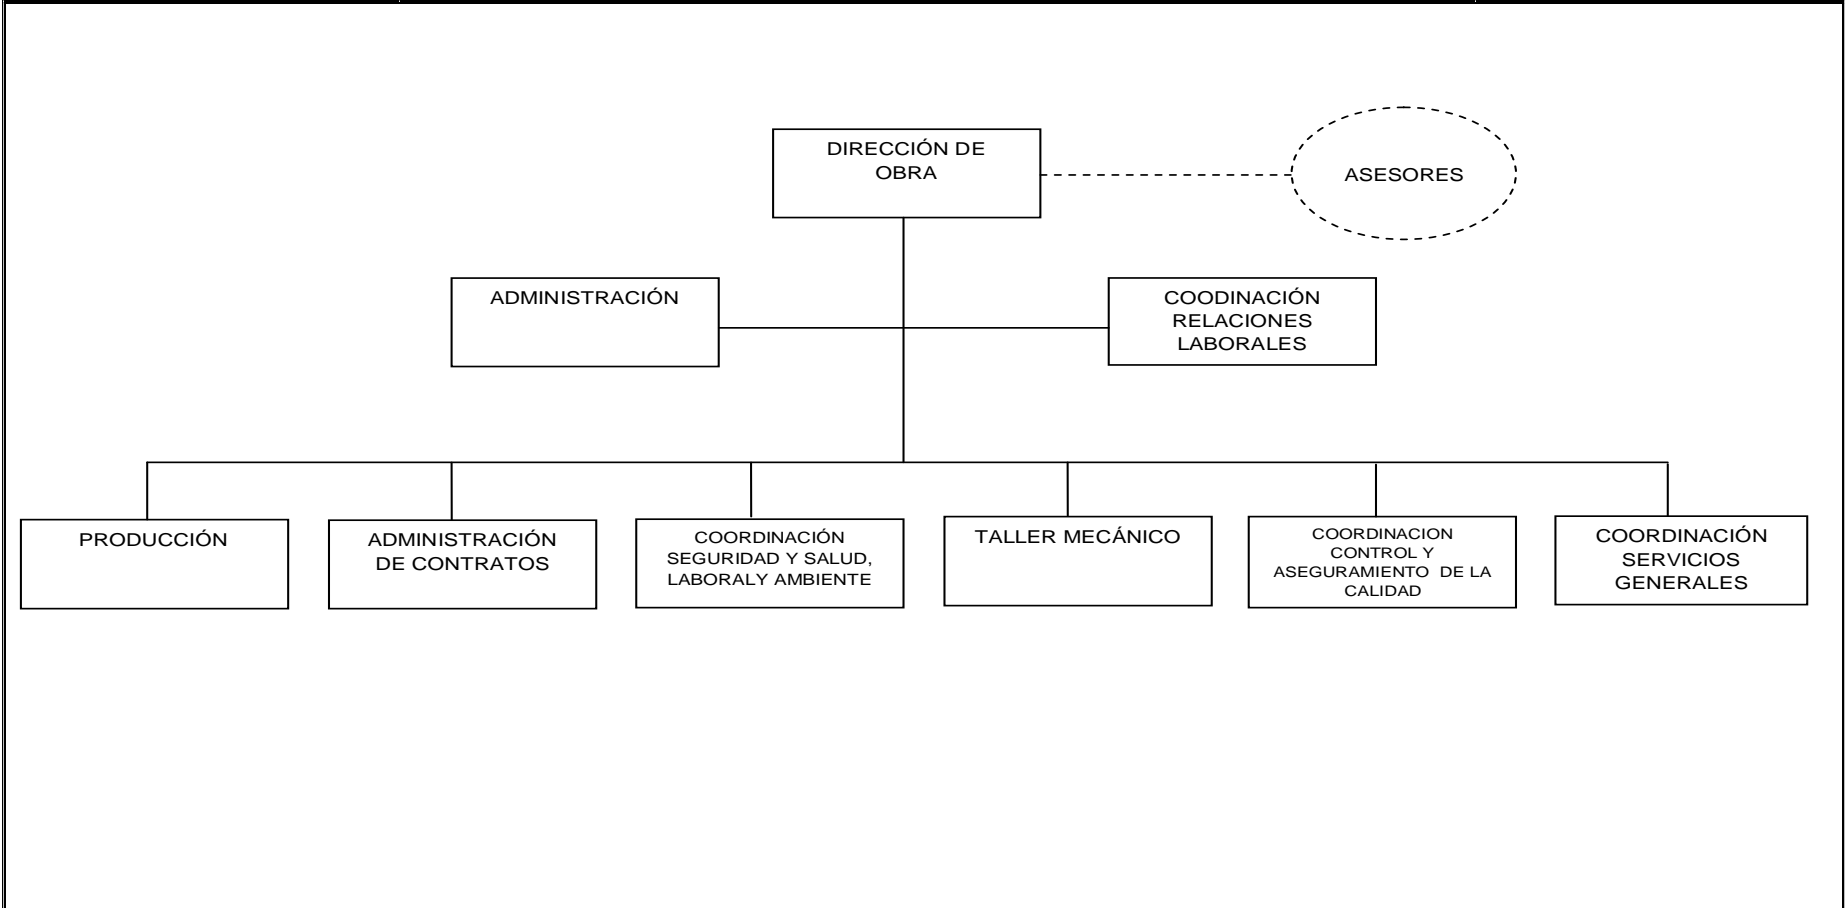 DIRECCIÓN DE
OBRA
ASESORES
ADMINISTRACIÓN
COODINACIÓN
RELACIONES
LABORALES
PRODUCCIÓN
ADMINISTRACIÓN
DE CONTRATOS
COORDINACIÓN
SEGURIDAD Y SALUD,
LABORALY AMBIENTE
TALLER MECÁNICO
COORDINACION
CONTROL Y
ASEGURAMIENTO DE LA
CALIDAD
COORDINACIÓN
SERVICIOS
GENERALES